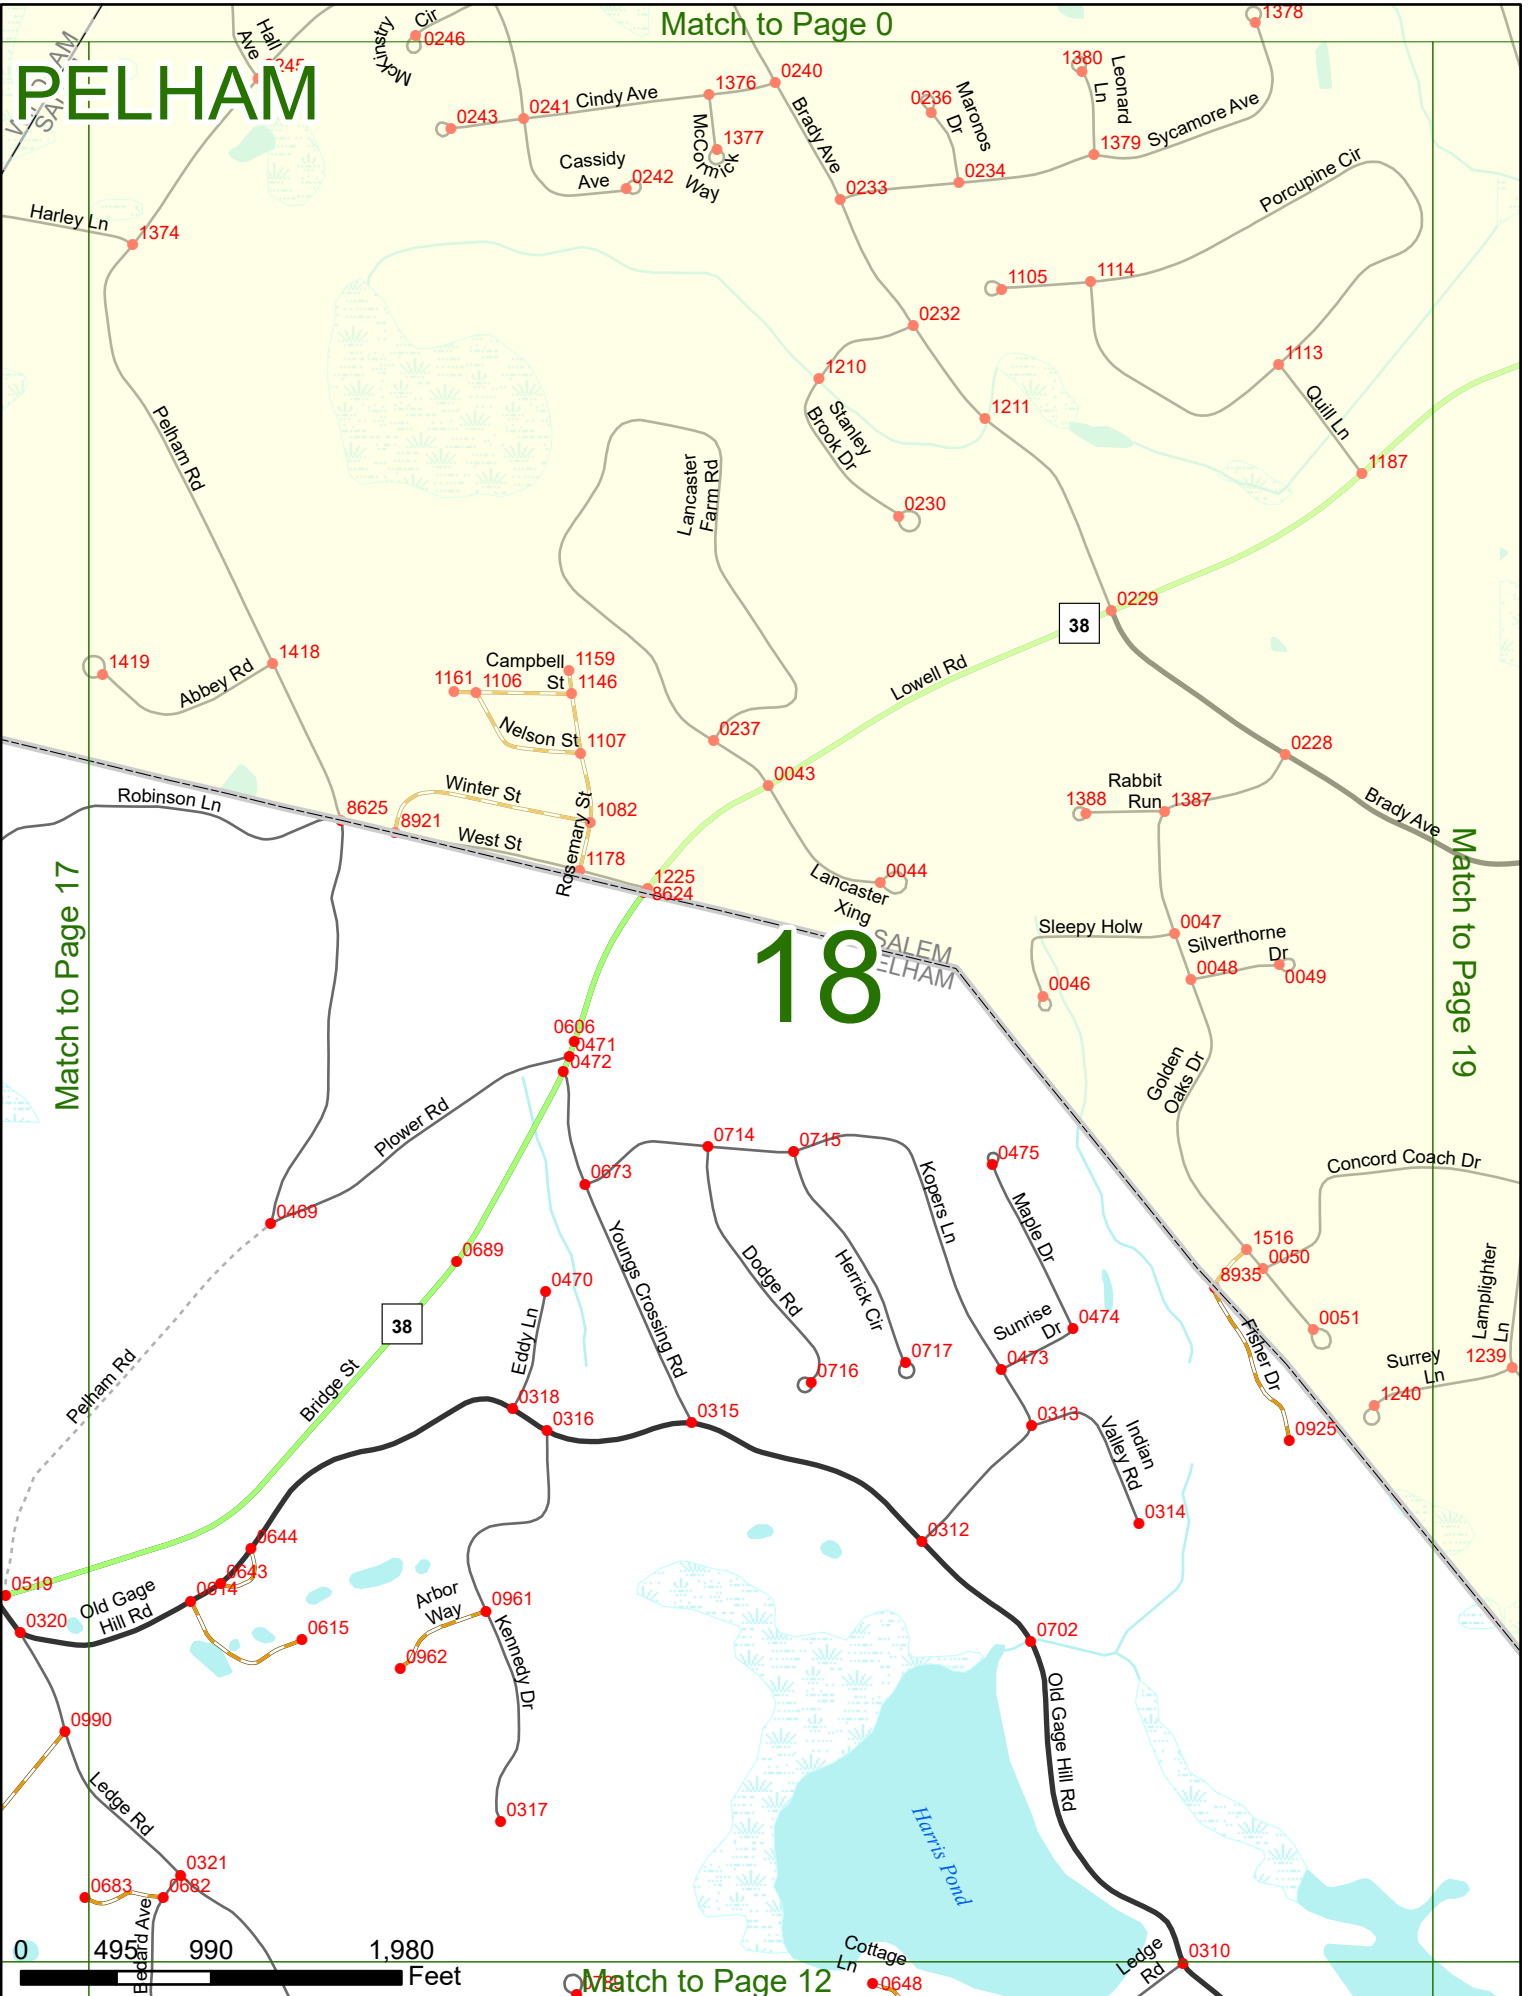 Match to Page 0
PELHAM
Hall
Ave
McKinstry
Cir
0246
1378
1380
Leonard
Ln
0240
1376
Cindy Ave
0241
0243
Brady Ave
0236
Maronos
Dr
Sycamore Ave
1379
1377
McCormick
Way
Cassidy
Ave
0242
0233
0234
Porcupine Cir
Harley Ln
1374
1105
1114
0232
1210
1113
Stanley
Brook Dr
1211
Quill Ln
Pelham Rd
Lancaster
Farm Rd
1187
0230
0229
38
Lowell Rd
1419
1418
Abbey Rd
Campbell
St
1159
1161
1106
1146
Nelson St
1107
0237
0228
0043
Rabbit
Run
1388
1387
Brady Ave
Winter St
Robinson Ln
8625
8921
1082
West St
Rosemary St
1178
1225
8624
0044
Lancaster
Xing
Match to Page 17
Match to Page 19
18
SALEM
ELHAM
Sleepy Holw
0047
Silverthorne
Dr
0048
0049
0046
Golden
Oaks Dr
0606
0471
0472
Plower Rd
0714
0715
0475
0673
Kopers Ln
Maple Dr
Concord Coach Dr
0469
Youngs Crossing Rd
Dodge Rd
Herrick Cir
0689
0470
1516
0050
8935
Lamplighter
Ln
38
Eddy Ln
Sunrise
Dr
0474
0051
Fisher Dr
Surrey
Ln
1239
0717
0716
0473
1240
Pelham Rd
Bridge St
0318
0316
0315
0313
Indian
Valley Rd
0925
0314
0312
0644
0643
0614
0519
Old Gage
Hill Rd
0320
0615
Arbor
Way
0961
0962
Kennedy Dr
0702
Old Gage Hill Rd
0990
Ledge Rd
0317
Harris Pond
0321
0683
0682
Bedard Ave
0 495 990 1,980
Feet
Cottage
Ln
Ledge
Rd
0310
Match to Page 12
0648